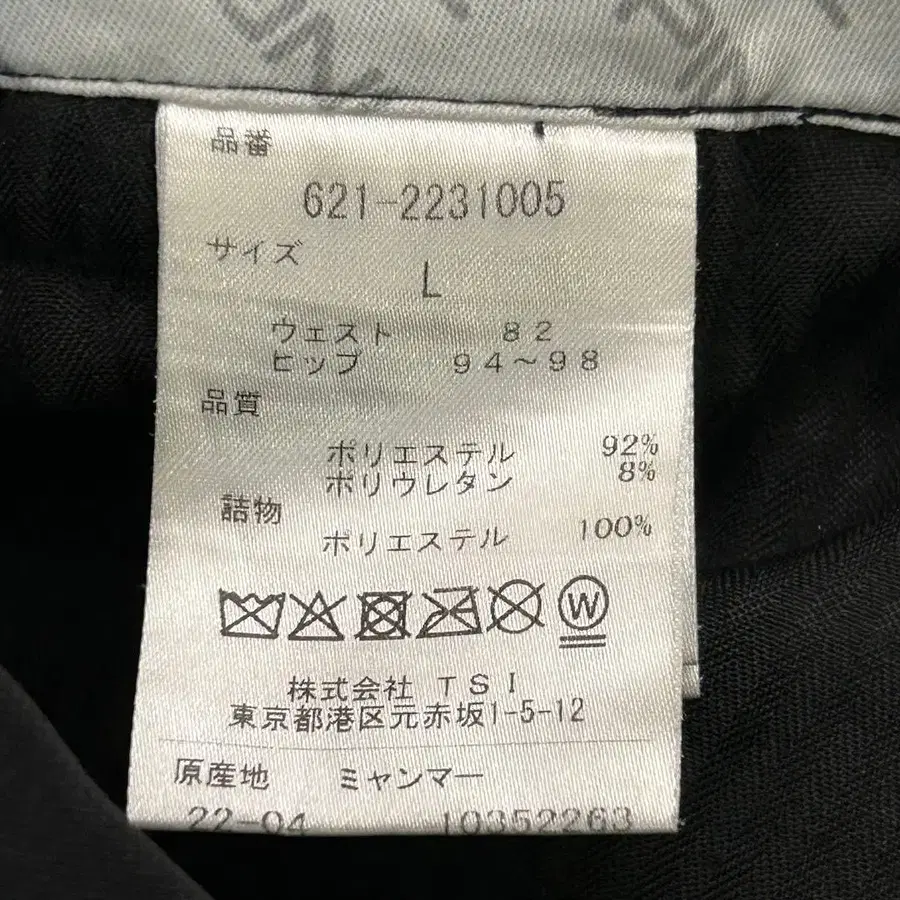 品番
621-2231005
サイズ
L
ウェスト 82
ヒップ 94～98
品質
ポリエステル 92%
ポリウレタン 8%
詰物
ポリエステル 100%
W
株式会社 TSI
東京都港区元赤坂1-5-12
原産地 ミャンマー
22-04 10352263